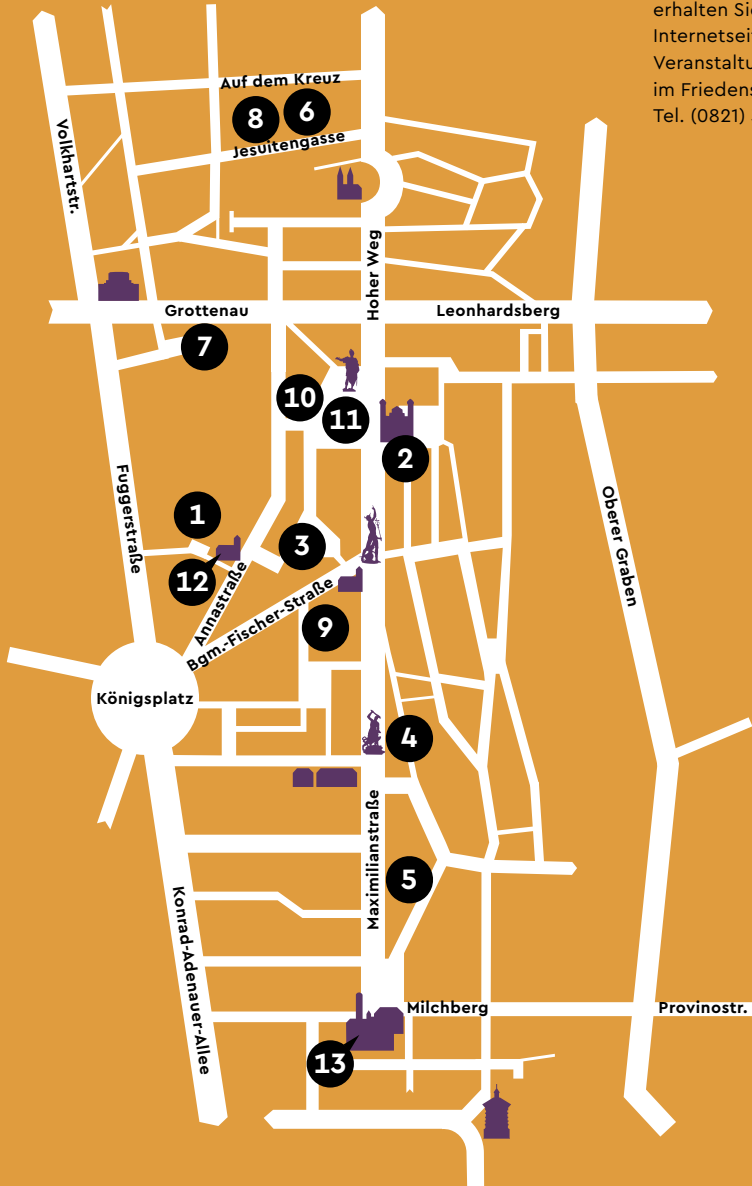 erhalten Sie
Internetseit
Veranstaltu
im Friedens
Tel. (0821)
Auf dem Kreuz
8
6
Jesuitengasse
Volkhartstr.
Hoher Weg
Grottenau
Leonhardsberg
7
10
11
2
Fuggerstraße
1
3
12
Annastraße
Bgm.-Fischer-Straße
9
Oberer Graben
Königsplatz
4
Maximilianstraße
5
Konrad-Adenauer-Allee
Milchberg
Provinostr.
13